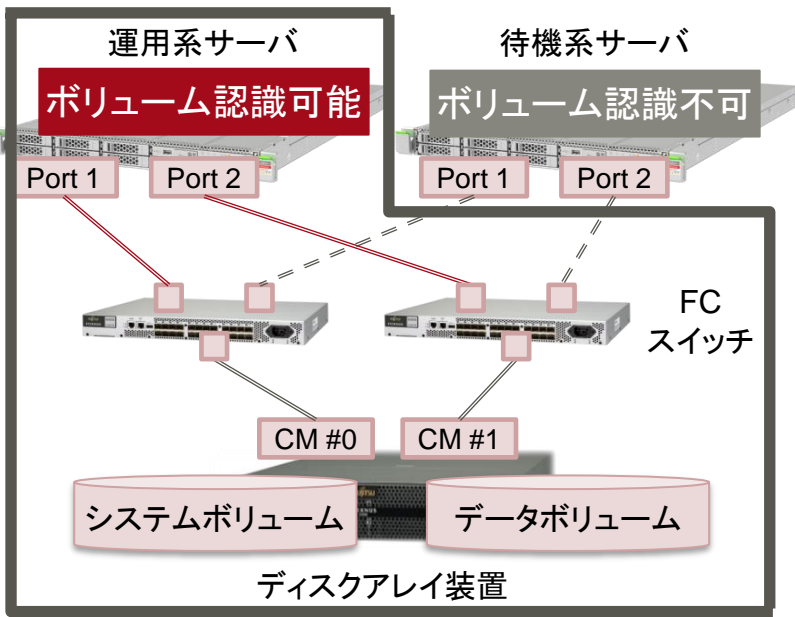 運用系サーバ
待機系サーバ
ボリューム認識可能
ボリューム認識不可
Port 1
Port 2
Port 1
Port 2
FC
スイッチ
CM #0
CM #1
システムボリューム
データボリューム
ディスクアレイ装置